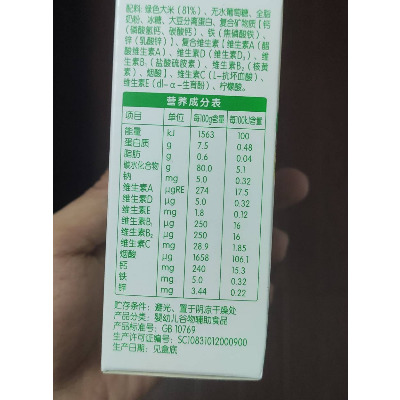 配料：绿色大米（81%）、无水葡萄糖、全脂
奶粉、冰糖、大豆分离蛋白、复合矿物质［钙
（磷酸氢钙、碳酸钙）、铁（焦磷酸铁）、
锌（乳酸锌）］、复合维生素［维生素A（醋
酸维生素A）、维生素D（维生素D₃）、维
生素B₁（盐酸硫胺素）、维生素B₂（核黄
素）、烟酸］、维生素C（L-抗坏血酸）、
维生素E（dl-α-生育酚）、柠檬酸。
营养成分表
项目 单位 每100g含量 每100kJ含量
能量 kJ 1563 100
蛋白质 g 7.5 0.48
脂肪 g 0.6 0.04
碳水化合物 g 80.0 5.1
钠 mg 5.0 0.32
维生素A μgRE 274 17.5
维生素D μg 5.0 0.32
维生素E mg 1.8 0.12
维生素B₁ μg 250 16
维生素B₂ μg 250 16
维生素C mg 28.9 1.85
烟酸 μg 1658 106.1
钙 mg 240 15.3
铁 mg 5.0 0.32
锌 mg 3.44 0.22
贮存条件：避光、置于阴凉干燥处
产品分类：婴幼儿谷物辅助食品
产品标准号：GB 10769
生产许可证编号：SC10831012000900
生产日期：见盒底